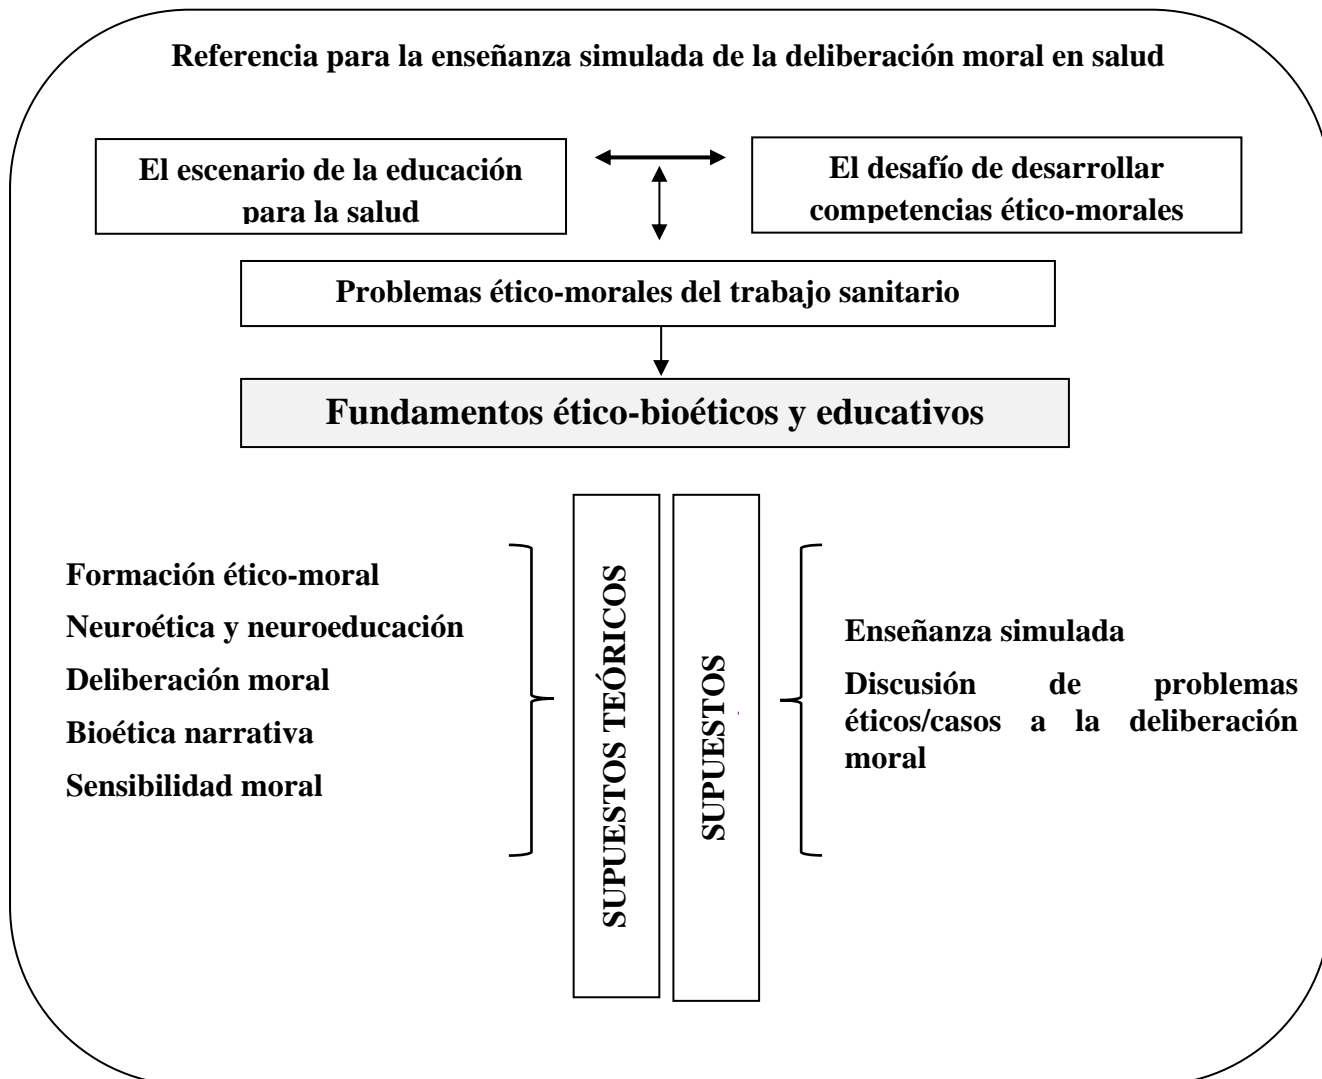 Referencia para la enseñanza simulada de la deliberación moral en salud
El escenario de la educación
para la salud
El desafío de desarrollar
competencias ético-morales
Problemas ético-morales del trabajo sanitario
Fundamentos ético-bioéticos y educativos
Formación ético-moral
Neuroética y neuroeducación
Deliberación moral
Bioética narrativa
Sensibilidad moral
SUPUESTOS TEÓRICOS
SUPUESTOS
Enseñanza simulada
Discusión de problemas
éticos/casos a la deliberación
moral